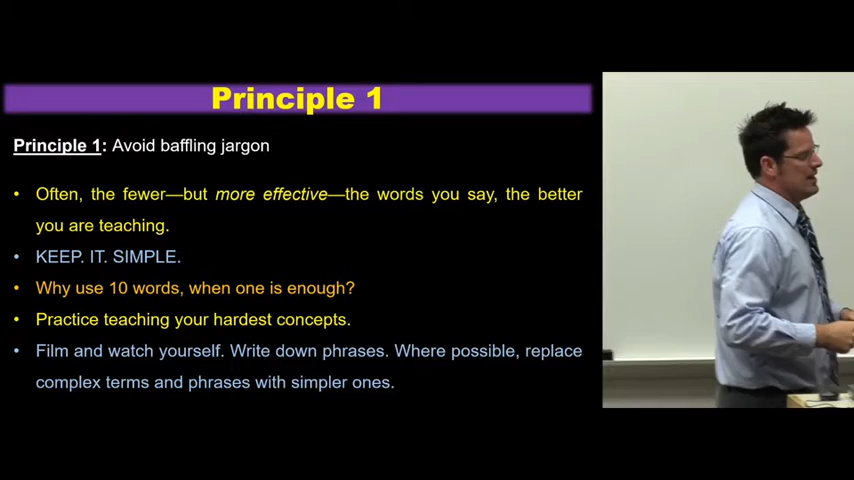 Principle 1
Principle 1: Avoid baffling jargon
• Often, the fewer—but more effective—the words you say, the better
you are teaching.
• KEEP. IT. SIMPLE.
• Why use 10 words, when one is enough?
• Practice teaching your hardest concepts.
• Film and watch yourself. Write down phrases. Where possible, replace
complex terms and phrases with simpler ones.